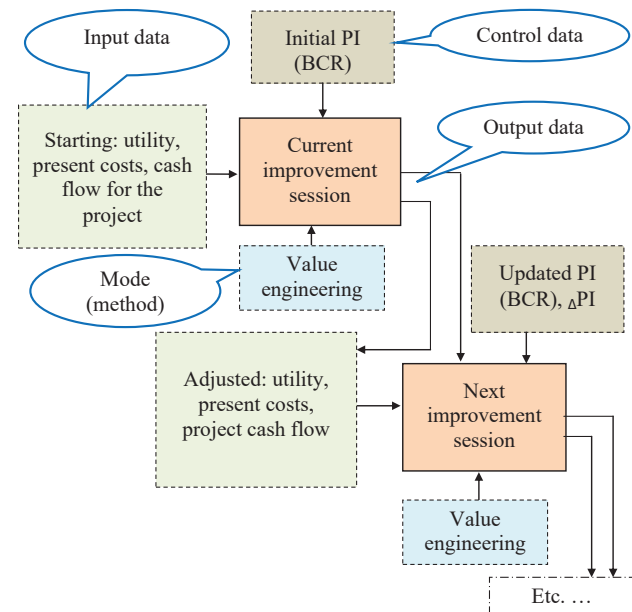 Input data
Initial PI
(BCR)
Control data
Starting: utility,
present costs, cash
flow for the
project
Current
improvement
session
Output data
Mode
(method)
Value
engineering
Updated PI
(BCR), ΔPI
Adjusted: utility,
present costs,
project cash flow
Next
improvement
session
Value
engineering
Etc. …